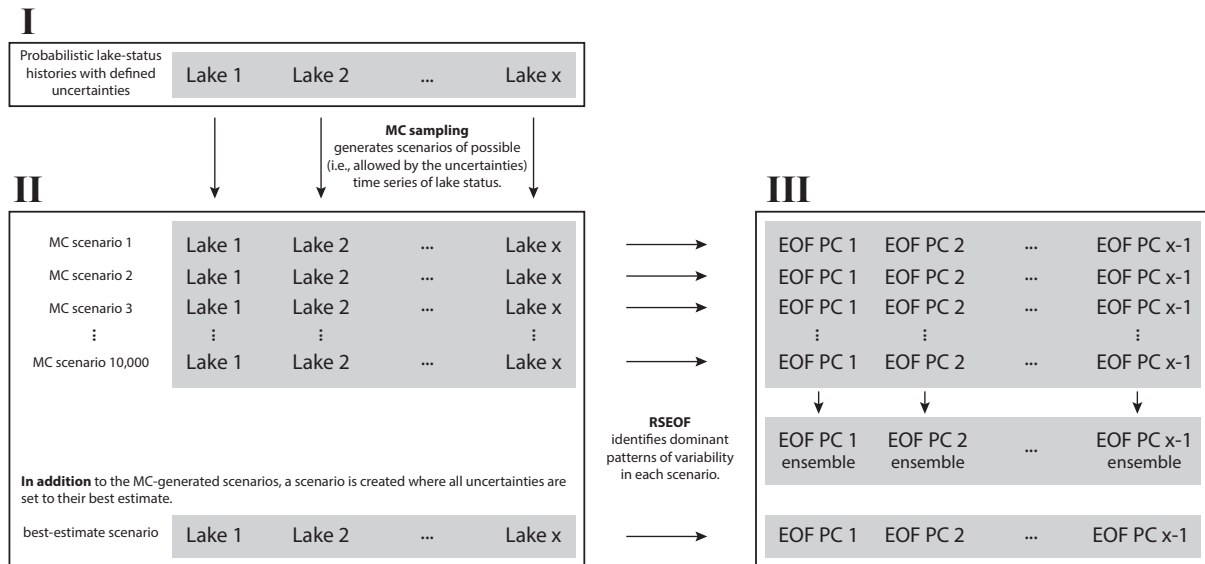 I
Probabilistic lake-status
histories with defined
uncertainties
Lake 1 Lake 2 ... Lake x
MC sampling
generates scenarios of possible
(i.e., allowed by the uncertainties)
time series of lake status.
II
MC scenario 1 Lake 1 Lake 2 ... Lake x
MC scenario 2 Lake 1 Lake 2 ... Lake x
MC scenario 3 Lake 1 Lake 2 ... Lake x
⋮ ⋮ ⋮ ⋮
MC scenario 10,000 Lake 1 Lake 2 ... Lake x
In addition to the MC-generated scenarios, a scenario is created where all uncertainties are
set to their best estimate.
best-estimate scenario Lake 1 Lake 2 ... Lake x
RSEOF
identifies dominant
patterns of variability
in each scenario.
III
EOF PC 1 EOF PC 2 ... EOF PC x-1
EOF PC 1 EOF PC 2 ... EOF PC x-1
EOF PC 1 EOF PC 2 ... EOF PC x-1
⋮ ⋮ ⋮
EOF PC 1 EOF PC 2 ... EOF PC x-1
EOF PC 1 EOF PC 2 ... EOF PC x-1
ensemble ensemble ensemble
EOF PC 1 EOF PC 2 ... EOF PC x-1